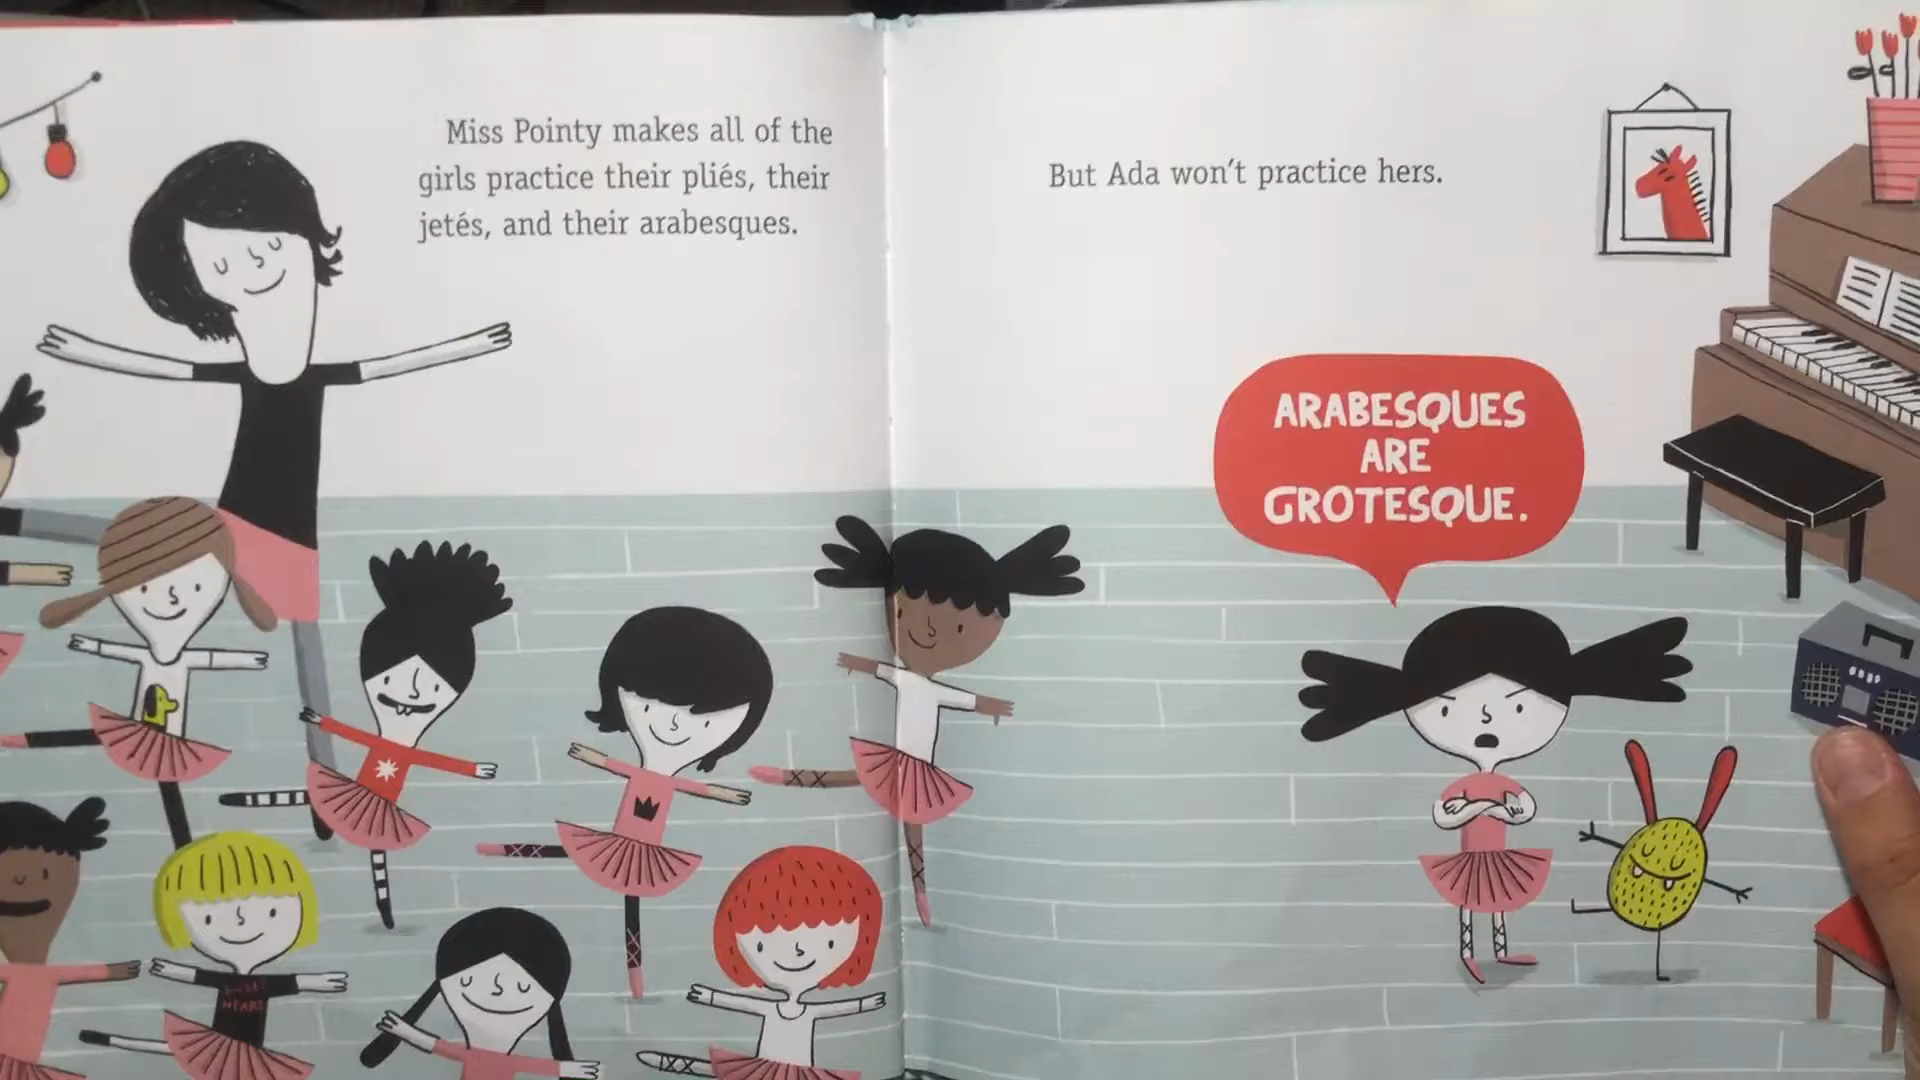 Miss Pointy makes all of the
girls practice their pliés, their
jetés, and their arabesques.
But Ada won't practice hers.
ARABESQUES
ARE
GROTESQUE.
HEART